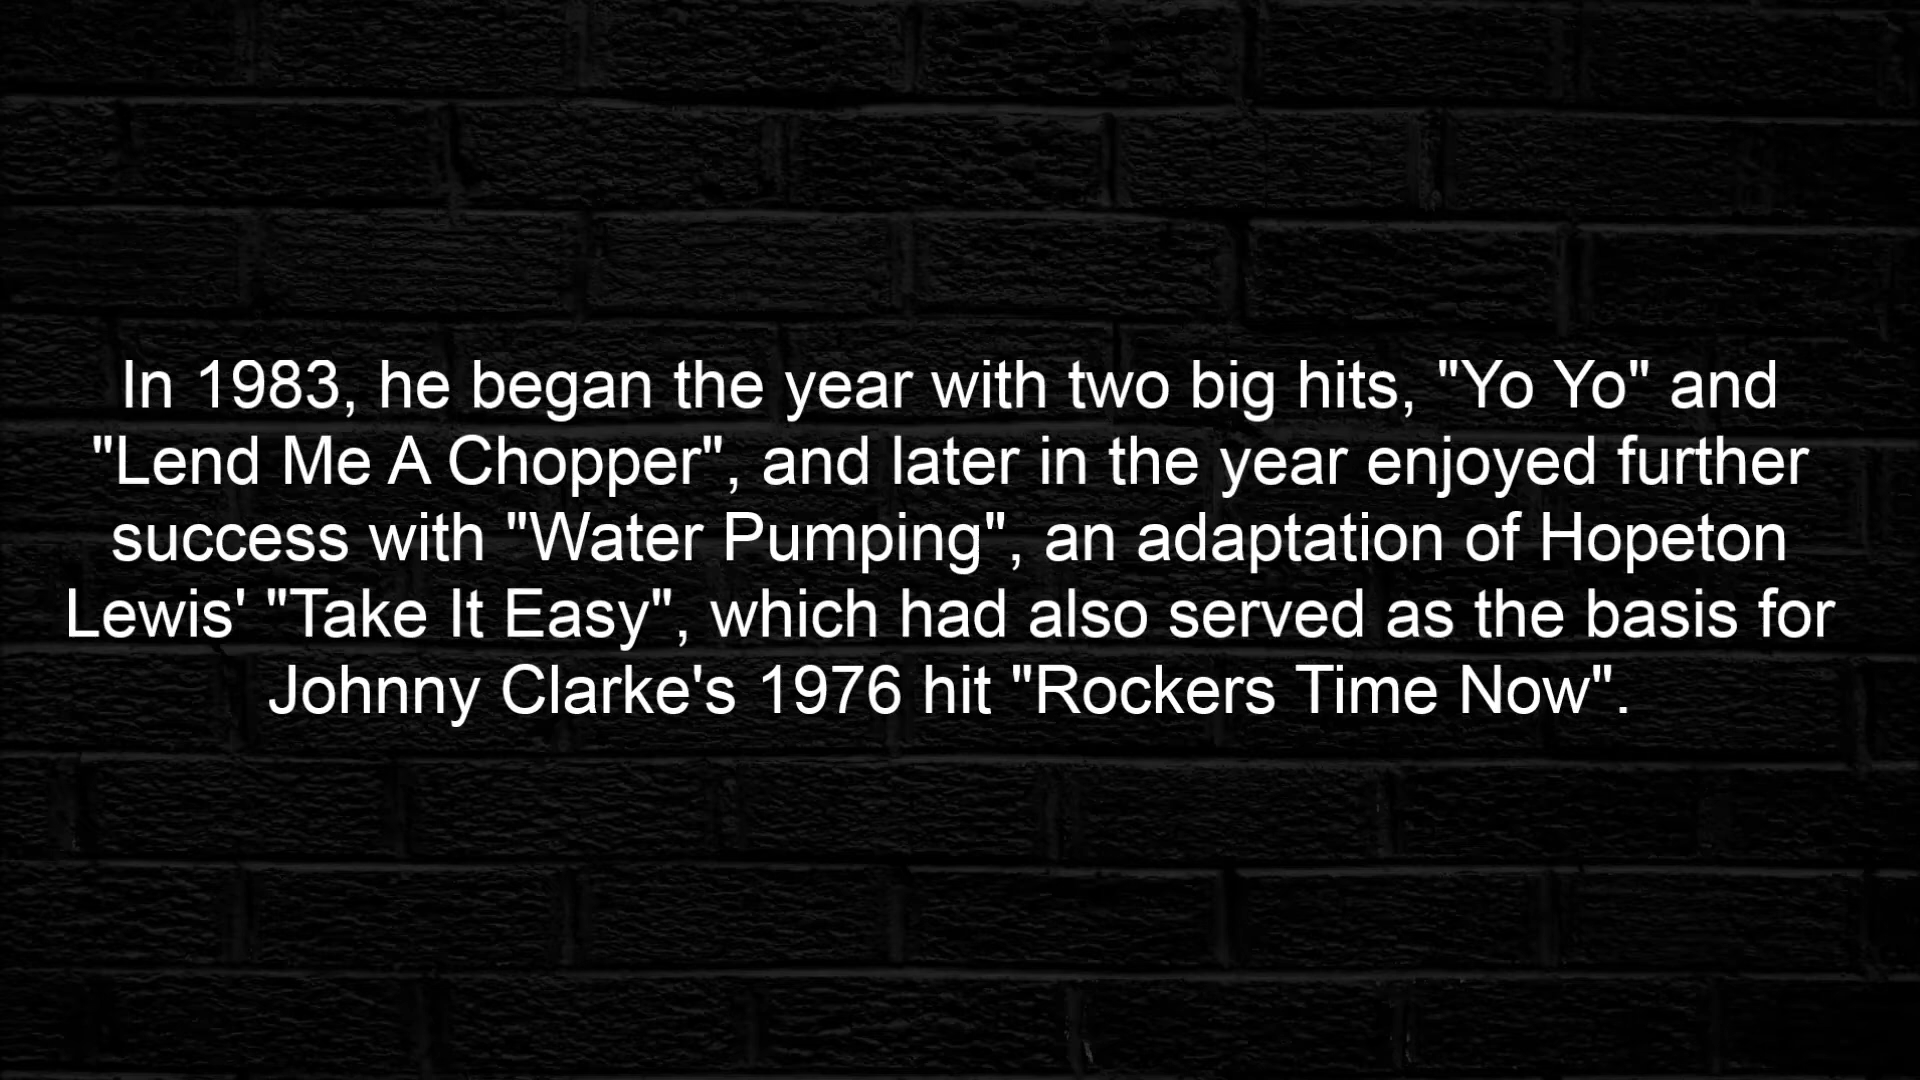 In 1983, he began the year with two big hits, "Yo Yo" and
"Lend Me A Chopper", and later in the year enjoyed further
success with "Water Pumping", an adaptation of Hopeton
Lewis' "Take It Easy", which had also served as the basis for
Johnny Clarke's 1976 hit "Rockers Time Now".